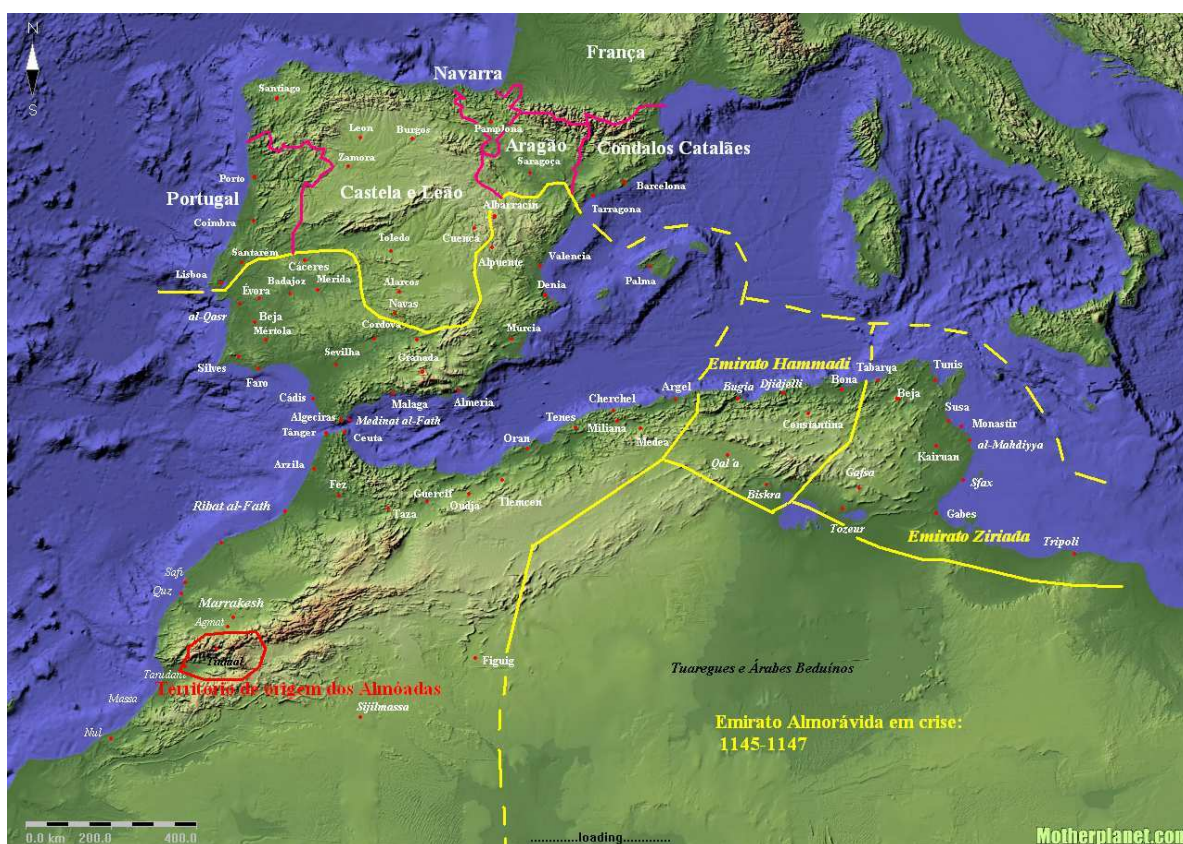 N
S
França
Navarra
Santiago
Leon
Burgos
Pamplona
Aragão
Condalos Catalães
Zamora
Saragoça
Porto
Portugal
Castela e Leão
Barcelona
Albarracin
Tarragona
Coimbra
Cuenca
Toledo
Santarem
Alpuente
Valencia
Cáceres
Lisboa
Badajoz
Merida
Alarcos
Palma
Denia
Évora
Navas
al-Qasr
Beja
Cordova
Mértola
Murcia
Sevilha
Granada
Silves
Emirato Hammadi
Tabarqa
Tunis
Faro
Argel
Bugia
Djidjelli
Bona
Cádis
Malaga
Almeria
Cherchel
Beja
Susa
Algeciras
Medinat al-Fath
Tenes
Miliana
Constantina
Monastir
Tânger
Ceuta
Oran
Medea
al-Mahdiyya
Kairuan
Arzila
Qal'a
Gafsa
Sfax
Féz
Guercif
Tlemcen
Biskra
Ribat al-Fath
Taza
Oudja
Gabes
Tozeur
Emirato Ziriada
Tripoli
Safi
Quz
Marrakesh
Agmat
Tinmal
Figuig
Tarudant
Tuaregues e Árabes Beduínos
Território de origem dos Almóadas
Massa
Sijilmassa
Emirato Almorávida em crise:
1145-1147
Nul
0.0 km 200.0 400.0
.............loading.............
Motherplanet.com